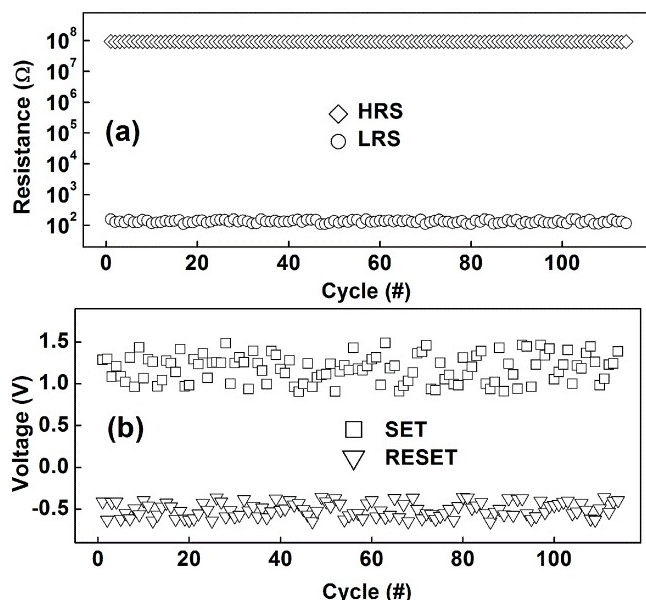 10⁸
10⁷
10⁶
10⁵
10⁴
10³
10²
Resistance (Ω)
HRS
LRS
(a)
0 20 40 60 80 100
Cycle (#)
1.5
1.0
0.5
0.0
-0.5
Voltage (V)
(b)
SET
RESET
0 20 40 60 80 100
Cycle (#)